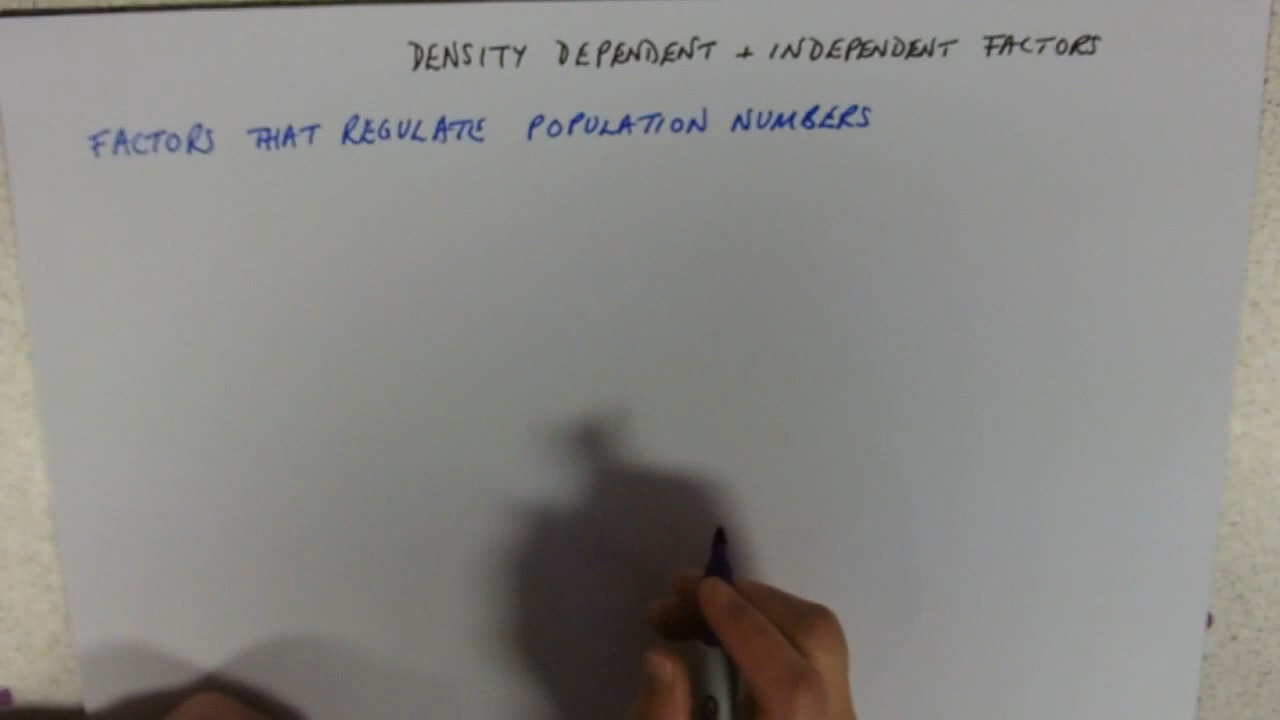 DENSITY DEPENDENT + INDEPENDENT FACTORS
FACTORS THAT REGULATE POPULATION NUMBERS